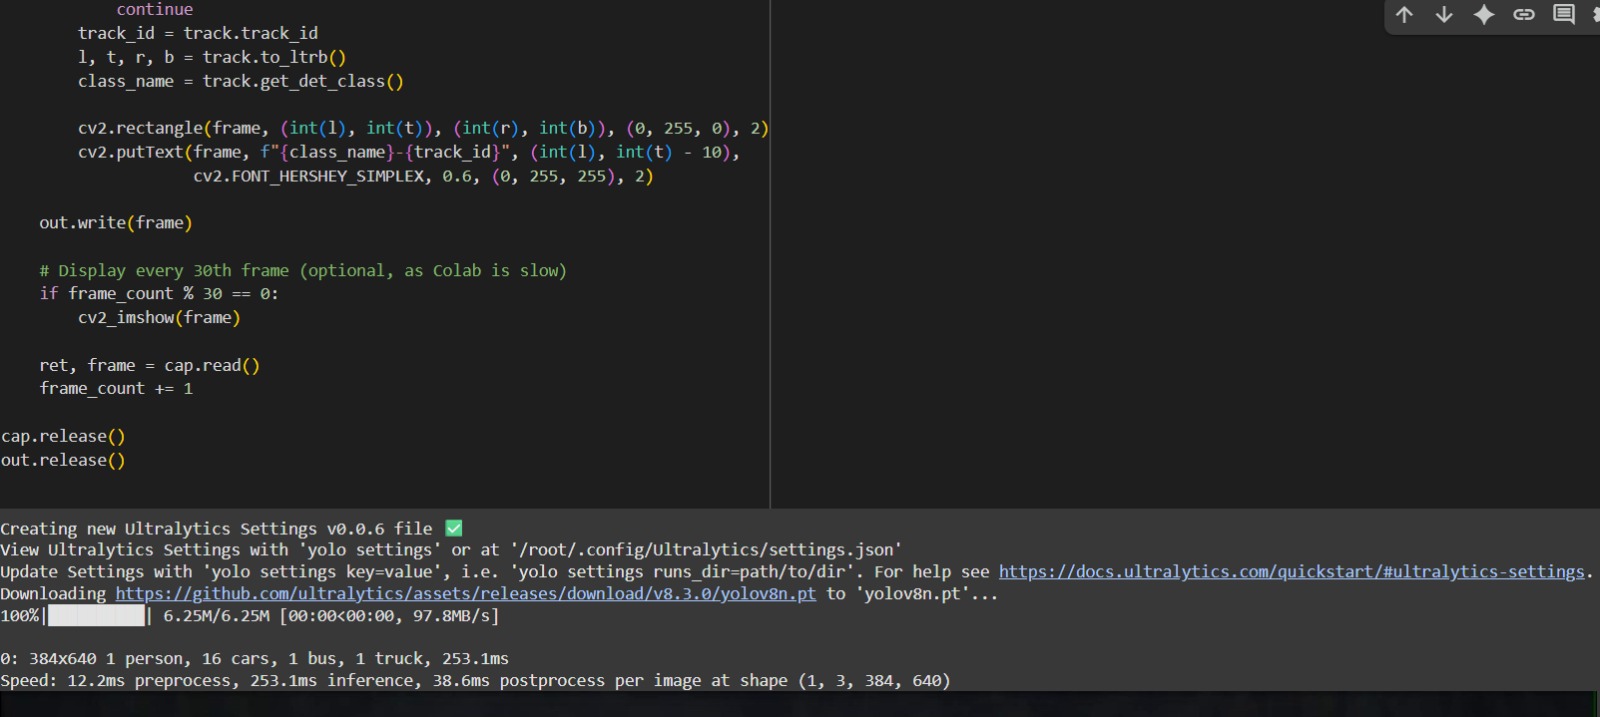 continue
track_id = track.track_id
l, t, r, b = track.to_ltrb()
class_name = track.get_det_class()
cv2.rectangle(frame, (int(l), int(t)), (int(r), int(b)), (0, 255, 0), 2)
cv2.putText(frame, f"{class_name}-{track_id}", (int(l), int(t) - 10),
cv2.FONT_HERSHEY_SIMPLEX, 0.6, (0, 255, 255), 2)
out.write(frame)
# Display every 30th frame (optional, as Colab is slow)
if frame_count % 30 == 0:
cv2_imshow(frame)
ret, frame = cap.read()
frame_count += 1
cap.release()
out.release()
Creating new Ultralytics Settings v0.0.6 file ✅
View Ultralytics Settings with 'yolo settings' or at '/root/.config/Ultralytics/settings.json'
Update Settings with 'yolo settings key=value', i.e. 'yolo settings runs_dir=path/to/dir'. For help see https://docs.ultralytics.com/quickstart/#ultralytics-settings.
Downloading https://github.com/ultralytics/assets/releases/download/v8.3.0/yolov8n.pt to 'yolov8n.pt'...
100%|██████████| 6.25M/6.25M [00:00<00:00, 97.8MB/s]
0: 384x640 1 person, 16 cars, 1 bus, 1 truck, 253.1ms
Speed: 12.2ms preprocess, 253.1ms inference, 38.6ms postprocess per image at shape (1, 3, 384, 640)